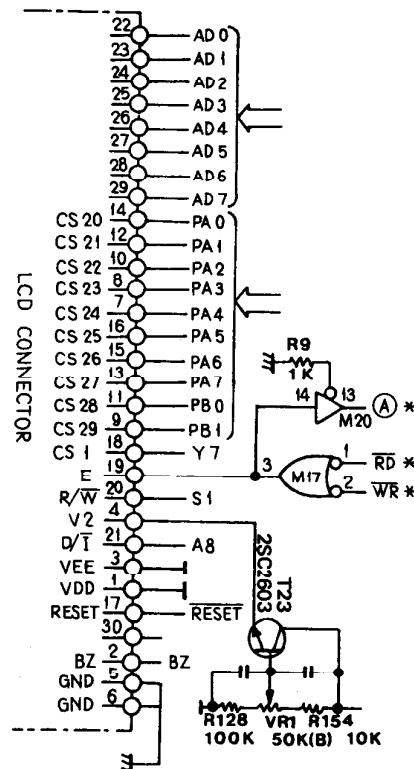 22 AD0
23 AD1
24 AD2
25 AD3
26 AD4
27 AD5
28 AD6
29 AD7
CS20 14 PA0
CS21 12 PA1
CS22 10 PA2
CS23 8 PA3
CS24 7 PA4
CS25 16 PA5
CS26 15 PA6
CS27 13 PA7
CS28 11 PB0
CS29 9 PB1
CS1 18 Y7
E 19
R/W̅ 20 S1
V2 4
D/I̅ 21 A8
VEE 3
VDD 1
RESET 17 R̅E̅S̅E̅T̅
30
BZ 2 BZ
GND 5
GND 6
LCD CONNECTOR
R9
1K
14 13
M20 A *
3 M17 1 R̅D̅ *
2 W̅R̅ *
T23
2SC2603
R128 VR1 R154
100K 50K(B) 10K